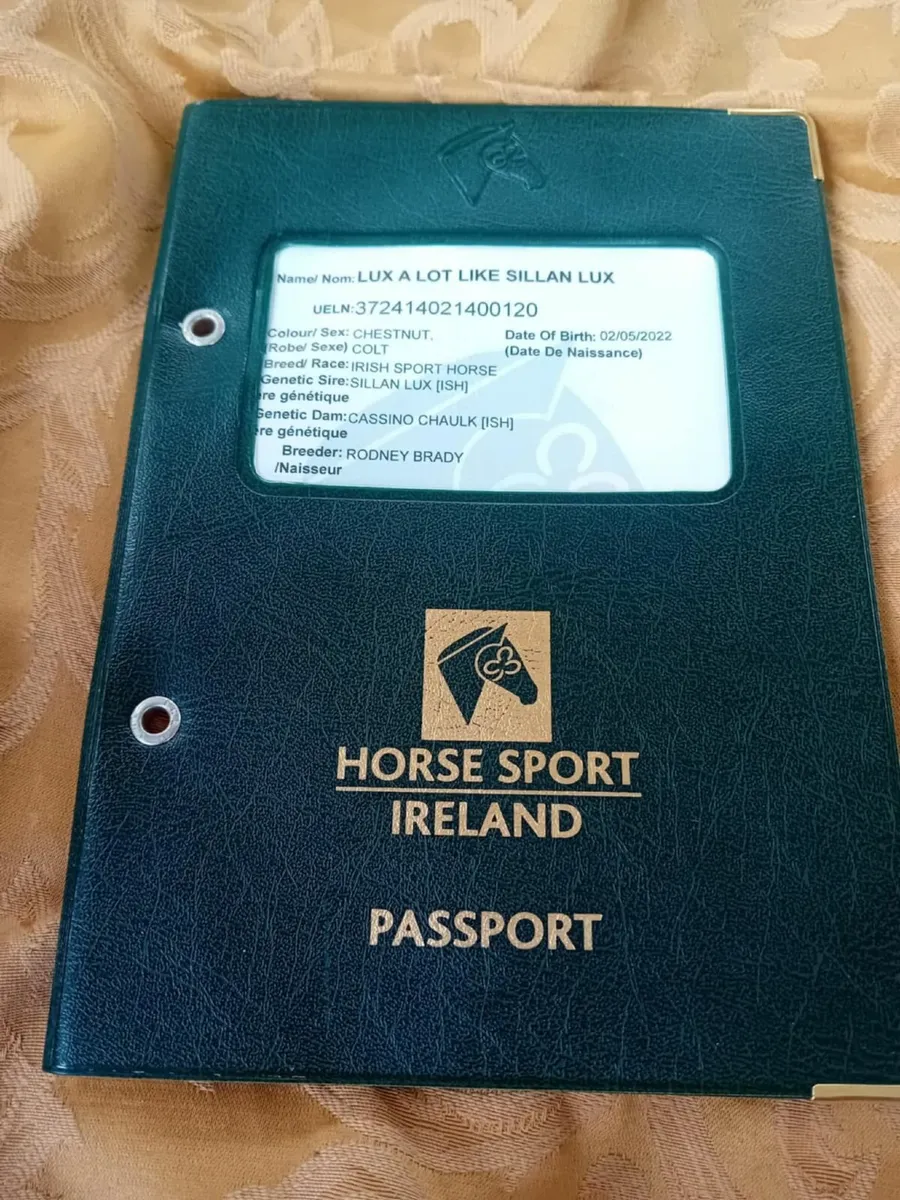 Name/ Nom: LUX A LOT LIKE SILLAN LUX
UELN: 372414021400120
Colour/ Sex: CHESTNUT, Date Of Birth: 02/05/2022
(Robe/ Sexe) COLT (Date De Naissance)
Breed/ Race: IRISH SPORT HORSE
Genetic Sire: SILLAN LUX [ISH]
ere génétique
Genetic Dam: CASSINO CHAULK [ISH]
ere génétique
Breeder: RODNEY BRADY
/Naisseur
HORSE SPORT
IRELAND
PASSPORT